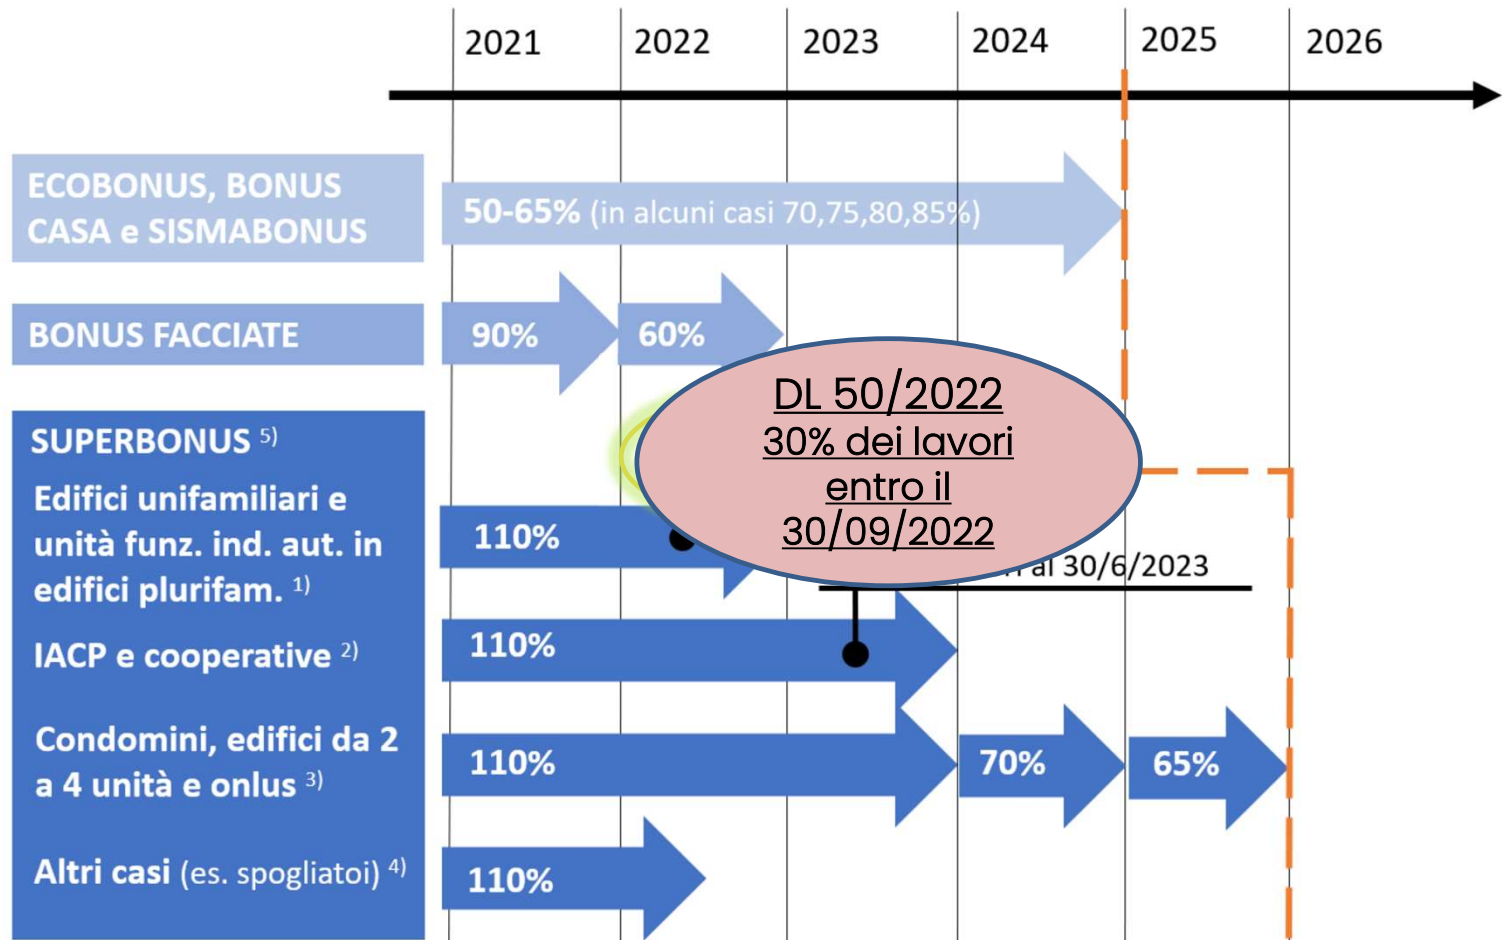 2021 2022 2023 2024 2025 2026
ECOBONUS, BONUS
CASA e SISMABONUS
50-65% (in alcuni casi 70,75,80,85%)
BONUS FACCIATE
90%
60%
DL 50/2022
30% dei lavori
entro il
30/09/2022
SUPERBONUS 5)
Edifici unifamiliari e
unità funz. ind. aut. in
edifici plurifam. 1)
110%
al 30/6/2023
IACP e cooperative 2)
110%
Condomini, edifici da 2
a 4 unità e onlus 3)
110%
70%
65%
Altri casi (es. spogliatoi) 4)
110%